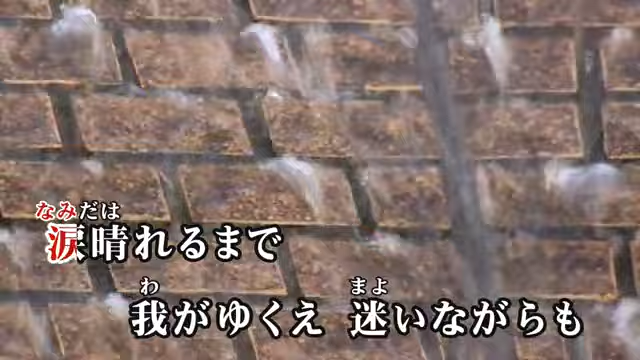 なみだは
涙晴れるまで
わ まよ
我がゆくえ 迷いながらも